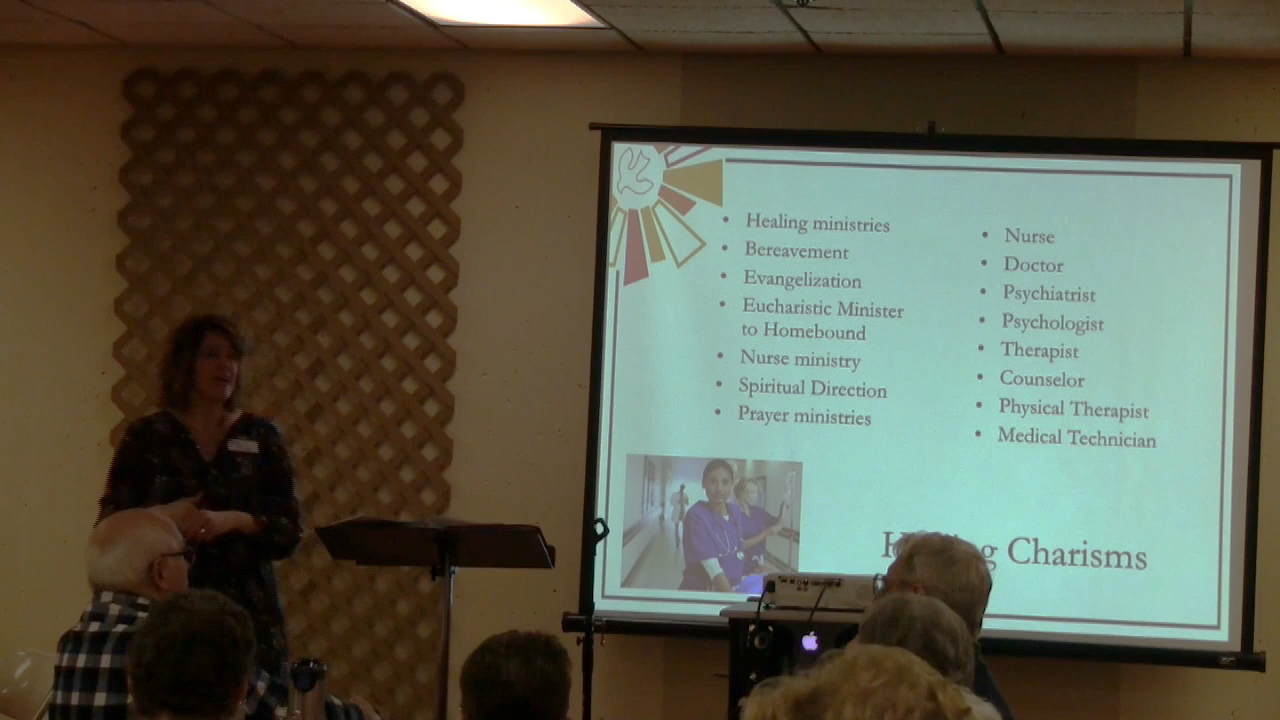 • Healing ministries
• Bereavement
• Evangelization
• Eucharistic Minister
to Homebound
• Nurse ministry
• Spiritual Direction
• Prayer ministries
• Nurse
• Doctor
• Psychiatrist
• Psychologist
• Therapist
• Counselor
• Physical Therapist
• Medical Technician
Charisms